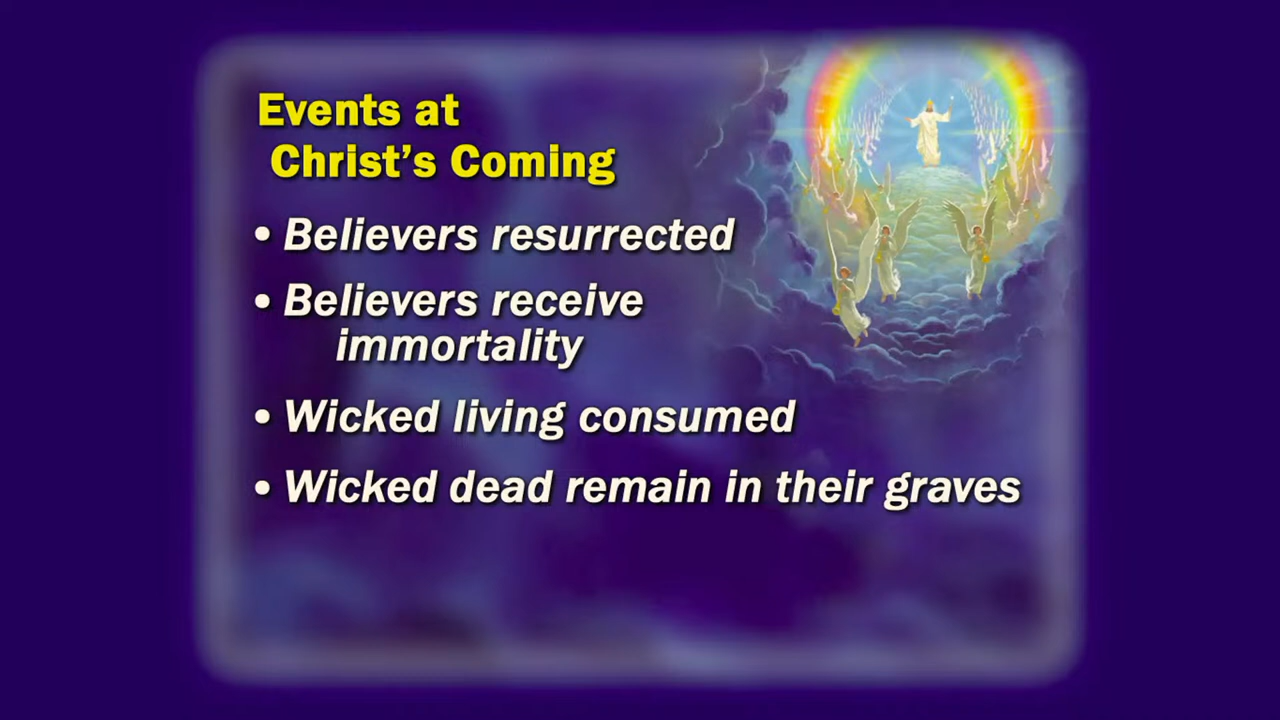 Events at
Christ’s Coming
• Believers resurrected
• Believers receive
immortality
• Wicked living consumed
• Wicked dead remain in their graves